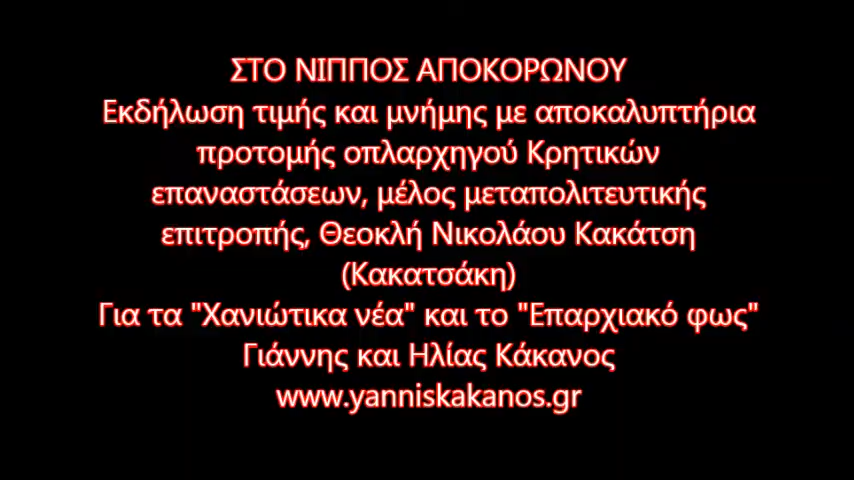 ΣΤΟ ΝΙΠΠΟΣ ΑΠΟΚΟΡΩΝΟΥ
Εκδήλωση τιμής και μνήμης με αποκαλυπτήρια
προτομής οπλαρχηγού Κρητικών
επαναστάσεων, μέλος μεταπολιτευτικής
επιτροπής, Θεοκλή Νικολάου Κακάτση
(Κακατσάκη)
Για τα "Χανιώτικα νέα" και το "Επαρχιακό φως"
Γιάννης και Ηλίας Κάκανος
www.yanniskakanos.gr